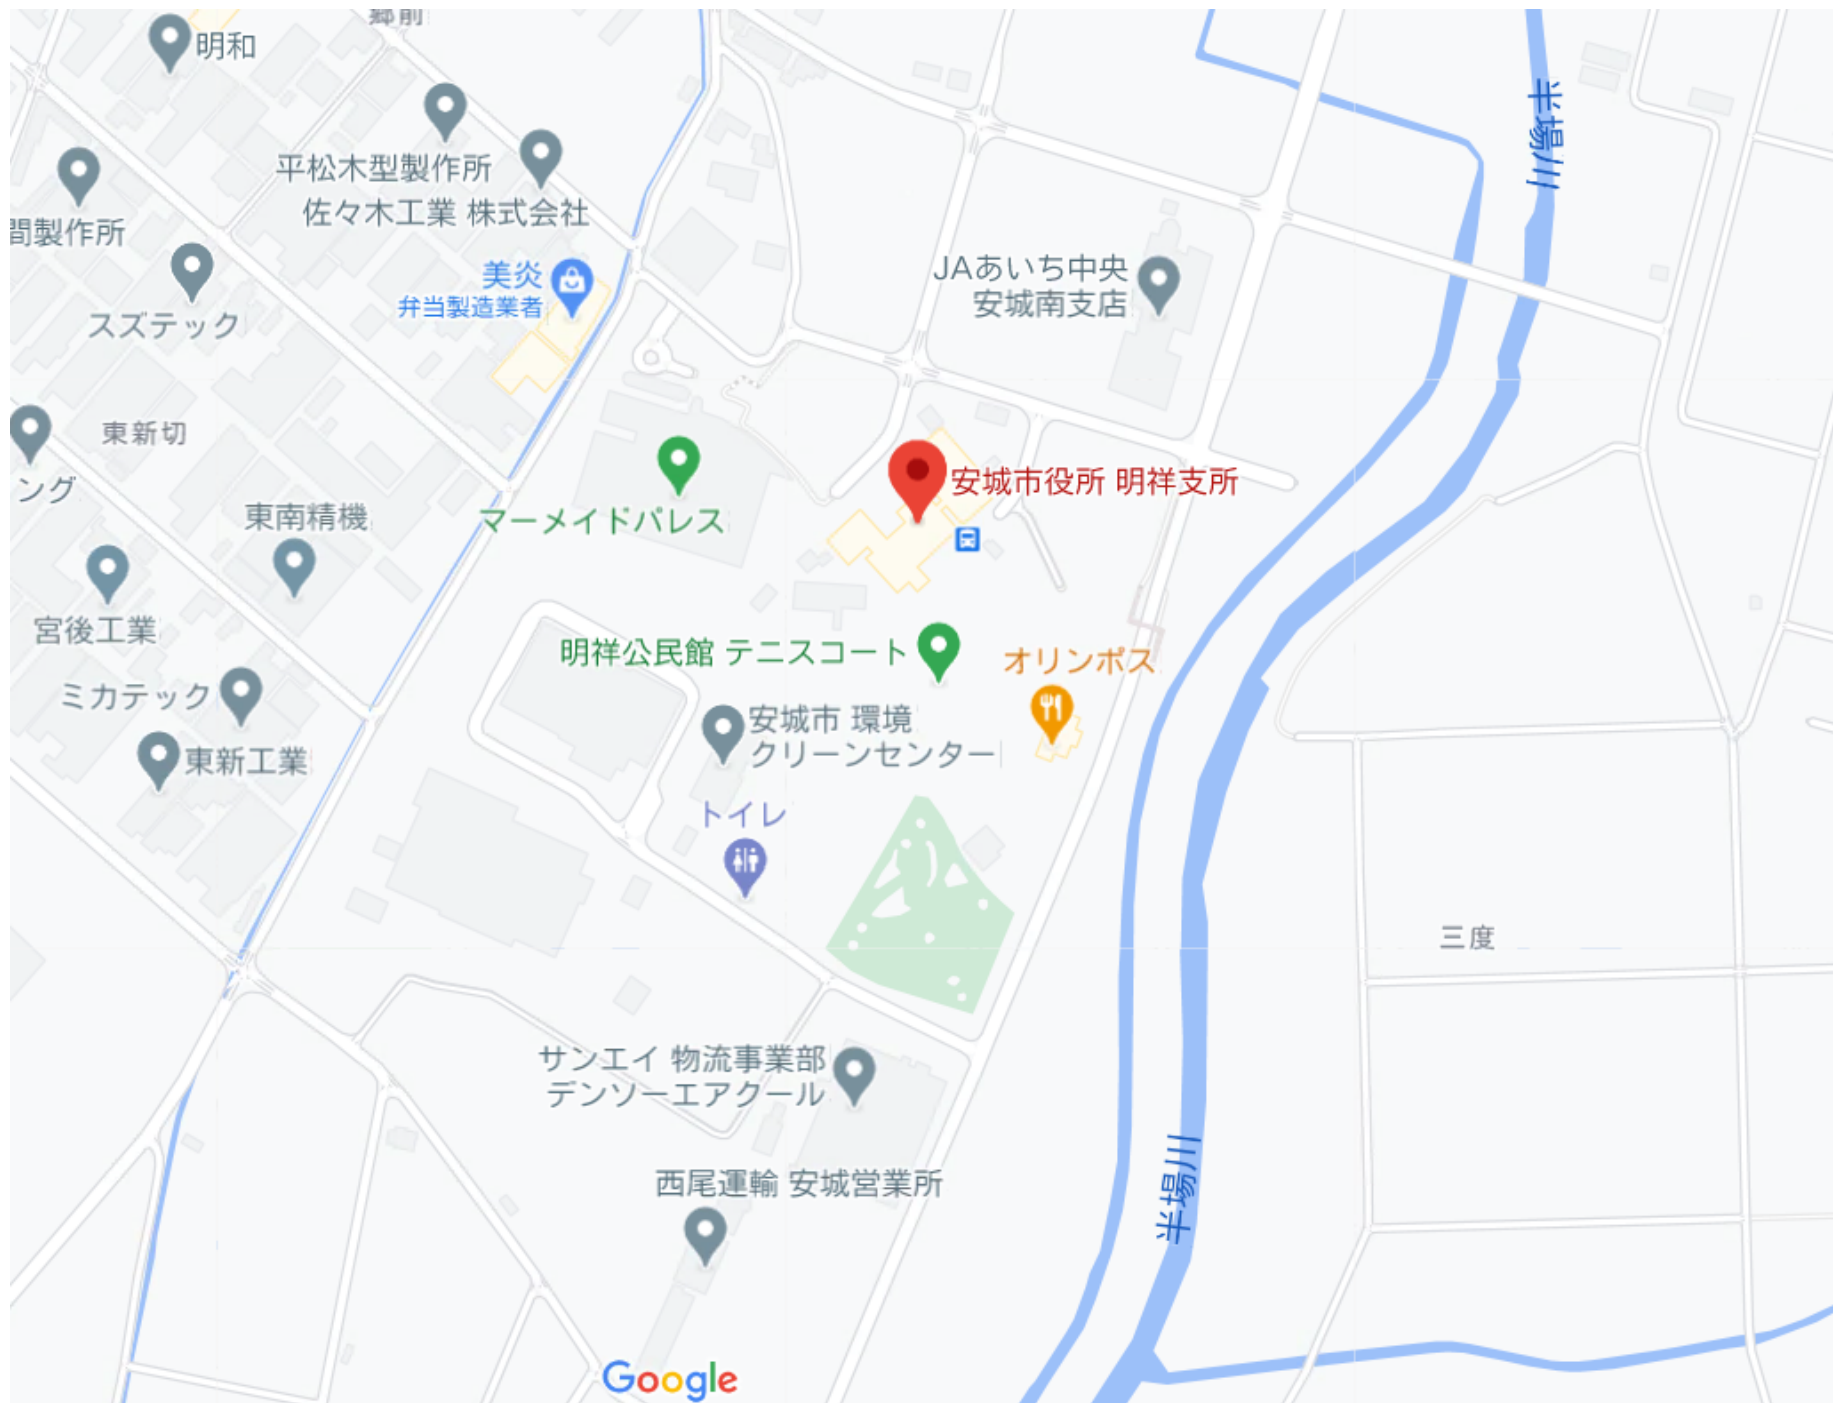 郷前
明和
平松木型製作所
佐々木工業 株式会社
間製作所
美炎
弁当製造業者
スズテック
JAあいち中央
安城南支店
半場川
東新切
ング
東南精機
マーメイドパレス
安城市役所 明祥支所
宮後工業
明祥公民館 テニスコート
オリンポス
ミカテック
東新工業
安城市 環境
クリーンセンター
トイレ
三度
サンエイ 物流事業部
デンソーエアクール
西尾運輸 安城営業所
半場川
Google